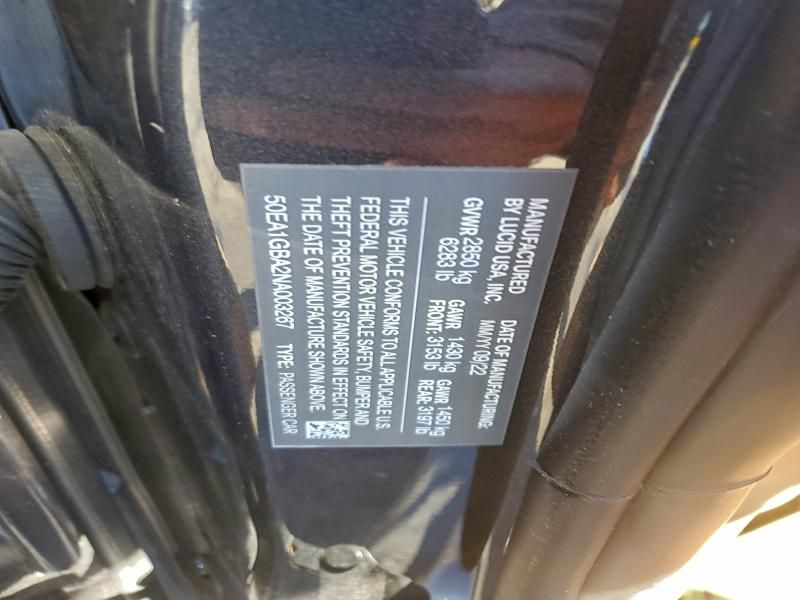 MANUFACTURED
BY LUCID USA, INC.
DATE OF MANUFACTURING:
MM/YY 09/22
GVWR 2850 kg
6283 lb
GAWR 1430 kg
FRONT: 3153 lb
GAWR 1450 kg
REAR: 3197 lb
THIS VEHICLE CONFORMS TO ALL APPLICABLE U.S.
FEDERAL MOTOR VEHICLE SAFETY, BUMPER AND
THEFT PREVENTION STANDARDS IN EFFECT ON
THE DATE OF MANUFACTURE SHOWN ABOVE.
50EA1GBA2NA003267 TYPE: PASSENGER CAR